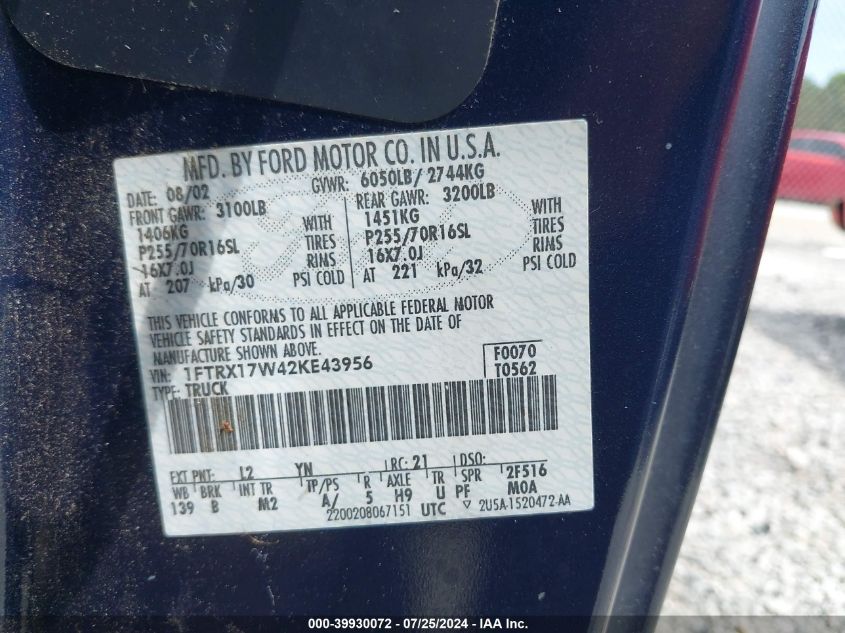 MFD. BY FORD MOTOR CO. IN U.S.A.
DATE: 08/02 GVWR: 6050LB/ 2744KG
FRONT GAWR: 3100LB REAR GAWR: 3200LB
1406KG WITH 1451KG WITH
P255/70R16SL TIRES P255/70R16SL TIRES
16X7.0J RIMS 16X7.0J RIMS
AT 207 kPa/30 PSI COLD AT 221 kPa/32 PSI COLD
THIS VEHICLE CONFORMS TO ALL APPLICABLE FEDERAL MOTOR
VEHICLE SAFETY STANDARDS IN EFFECT ON THE DATE OF
MANUFACTURE SHOWN ABOVE.
VIN: 1FTRX17W42KE43956 F0070
TYPE: TRUCK T0562
EXT PNT: L2 YN RC: 21 DSO:
WB BRK INT TR TP/PS R AXLE TR SPR 2F516
139 B M2 A/ 5 H9 U PF M0A
2200208067151 UTC ▽ 2U5A-1520472-AA
000-39930072 / 07/25/2024 - IAA Inc.